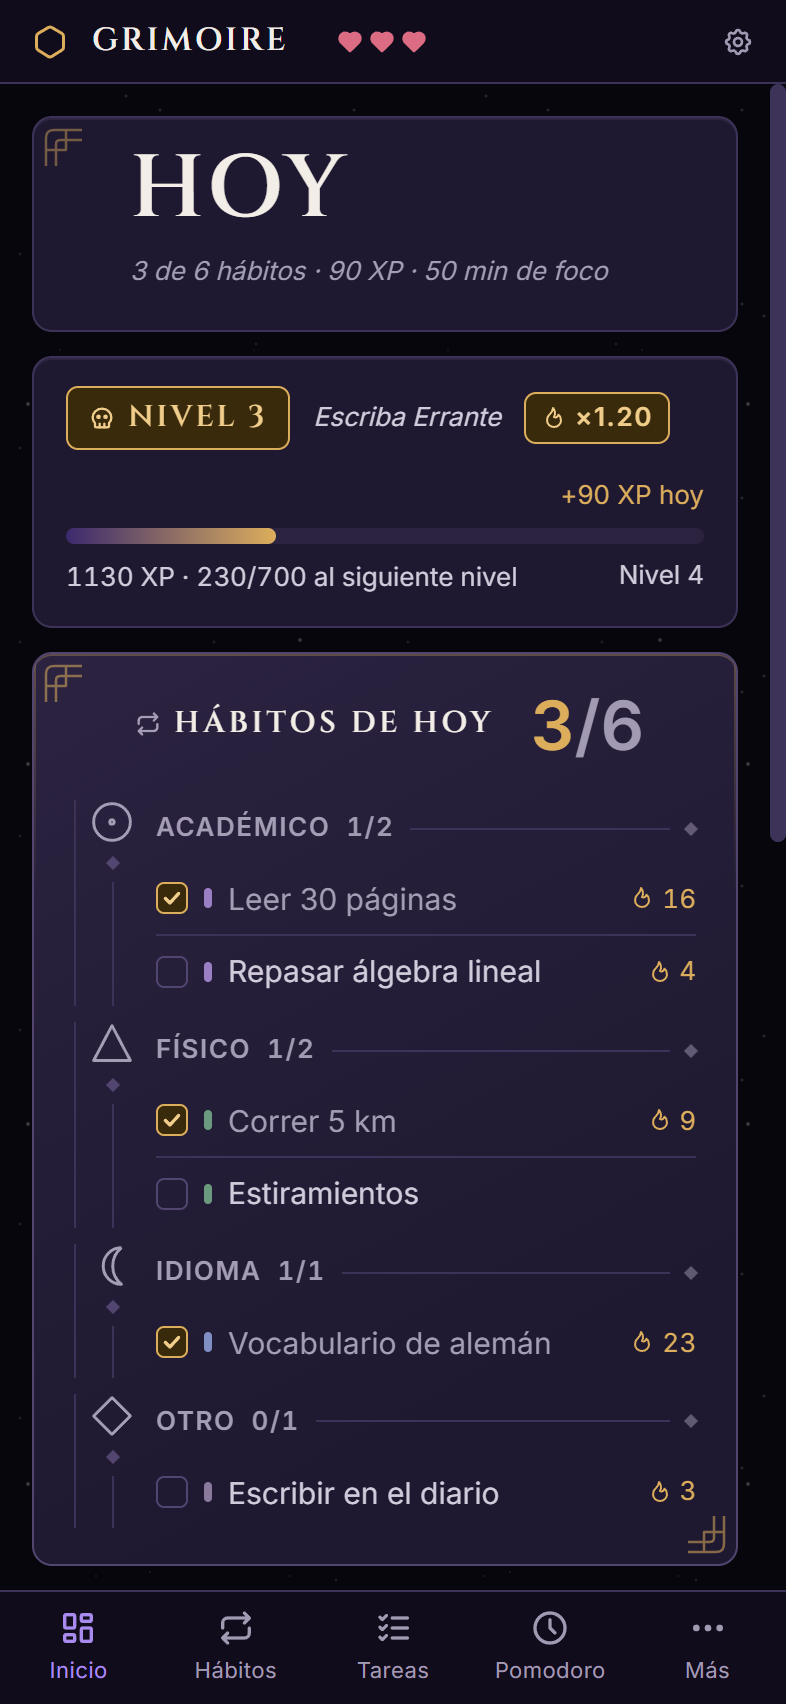 GRIMOIRE
HOY
3 de 6 hábitos · 90 XP · 50 min de foco
NIVEL 3 Escriba Errante ×1.20
+90 XP hoy
1130 XP · 230/700 al siguiente nivel Nivel 4
HÁBITOS DE HOY 3/6
ACADÉMICO 1/2
Leer 30 páginas 16
Repasar álgebra lineal 4
FÍSICO 1/2
Correr 5 km 9
Estiramientos
IDIOMA 1/1
Vocabulario de alemán 23
OTRO 0/1
Escribir en el diario 3
Inicio Hábitos Tareas Pomodoro Más